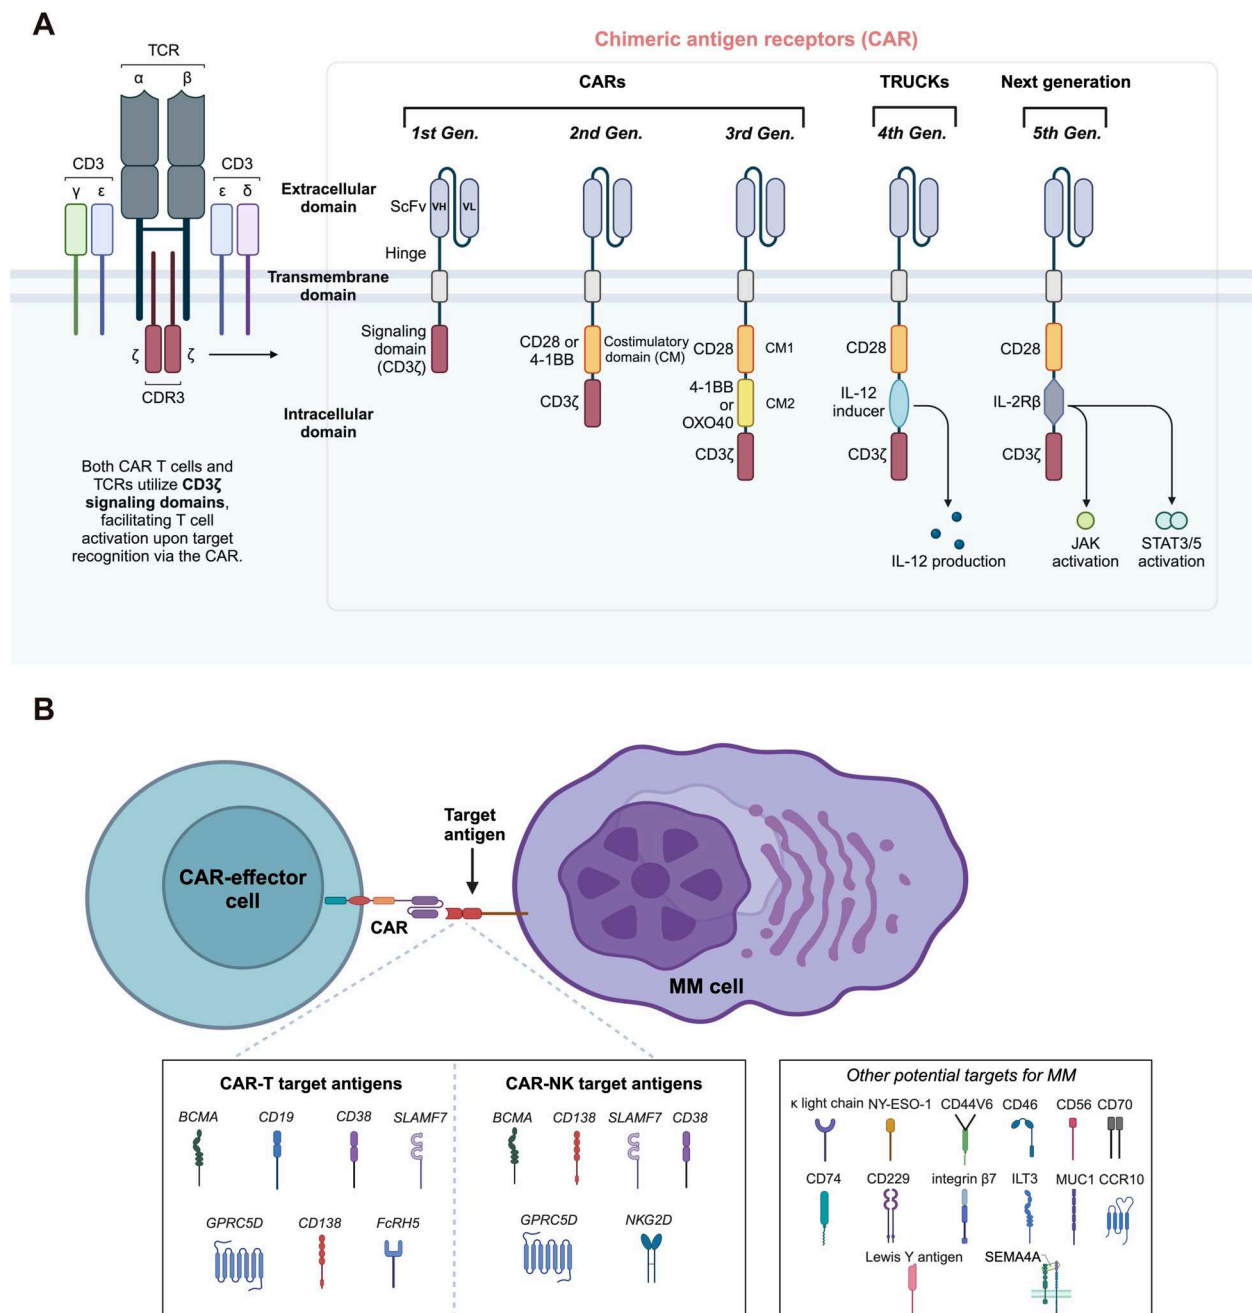 A
Chimeric antigen receptors (CAR)
TCR
α β
CARs
TRUCKs
Next generation
1st Gen.
2nd Gen.
3rd Gen.
4th Gen.
5th Gen.
CD3
γ ε
CD3
ε δ
Extracellular
domain
ScFv
VH
VL
Hinge
Transmembrane
domain
Signaling
domain
(CD3ζ)
CD28 or
4-1BB
Costimulatory
domain (CM)
CD3ζ
CD28
CM1
4-1BB
or
OXO40
CM2
CD3ζ
CD28
IL-12
inducer
CD3ζ
CD28
IL-2Rβ
CD3ζ
ζ ζ
CDR3
Intracellular
domain
Both CAR T cells and
TCRs utilize CD3ζ
signaling domains,
facilitating T cell
activation upon target
recognition via the CAR.
IL-12 production
JAK
activation
STAT3/5
activation
B
Target
antigen
CAR-effector
cell
CAR
MM cell
CAR-T target antigens
BCMA
CD19
CD38
SLAMF7
GPRC5D
CD138
FcRH5
CAR-NK target antigens
BCMA
CD138
SLAMF7
CD38
GPRC5D
NKG2D
Other potential targets for MM
κ light chain
NY-ESO-1
CD44V6
CD46
CD56
CD70
CD74
CD229
integrin β7
ILT3
MUC1
CCR10
Lewis Y antigen
SEMA4A